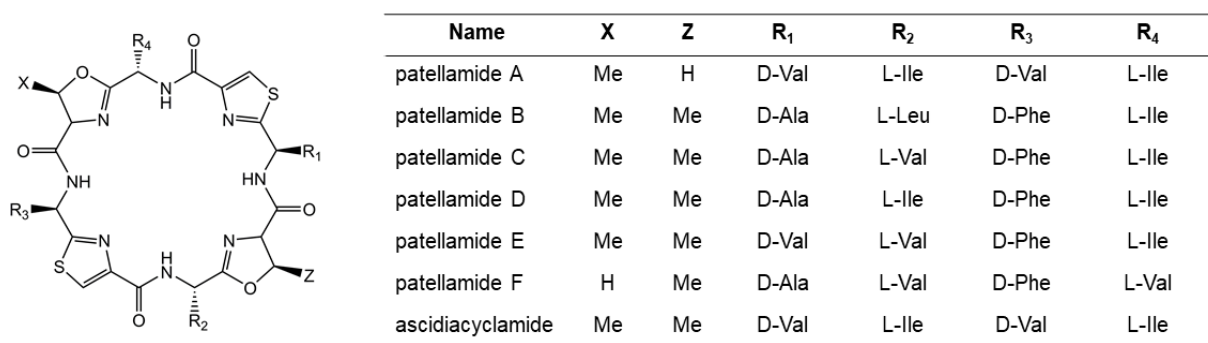 R4
O
X
O
N
H
S
N
N
O
R1
NH
HN
R3
O
N
N
S
H
N
O
Z
O
R2
Name X Z R1 R2 R3 R4
patellamide A Me H D-Val L-Ile D-Val L-Ile
patellamide B Me Me D-Ala L-Leu D-Phe L-Ile
patellamide C Me Me D-Ala L-Val D-Phe L-Ile
patellamide D Me Me D-Ala L-Ile D-Phe L-Ile
patellamide E Me Me D-Val L-Val D-Phe L-Ile
patellamide F H Me D-Ala L-Val D-Phe L-Val
ascidiacyclamide Me Me D-Val L-Ile D-Val L-Ile